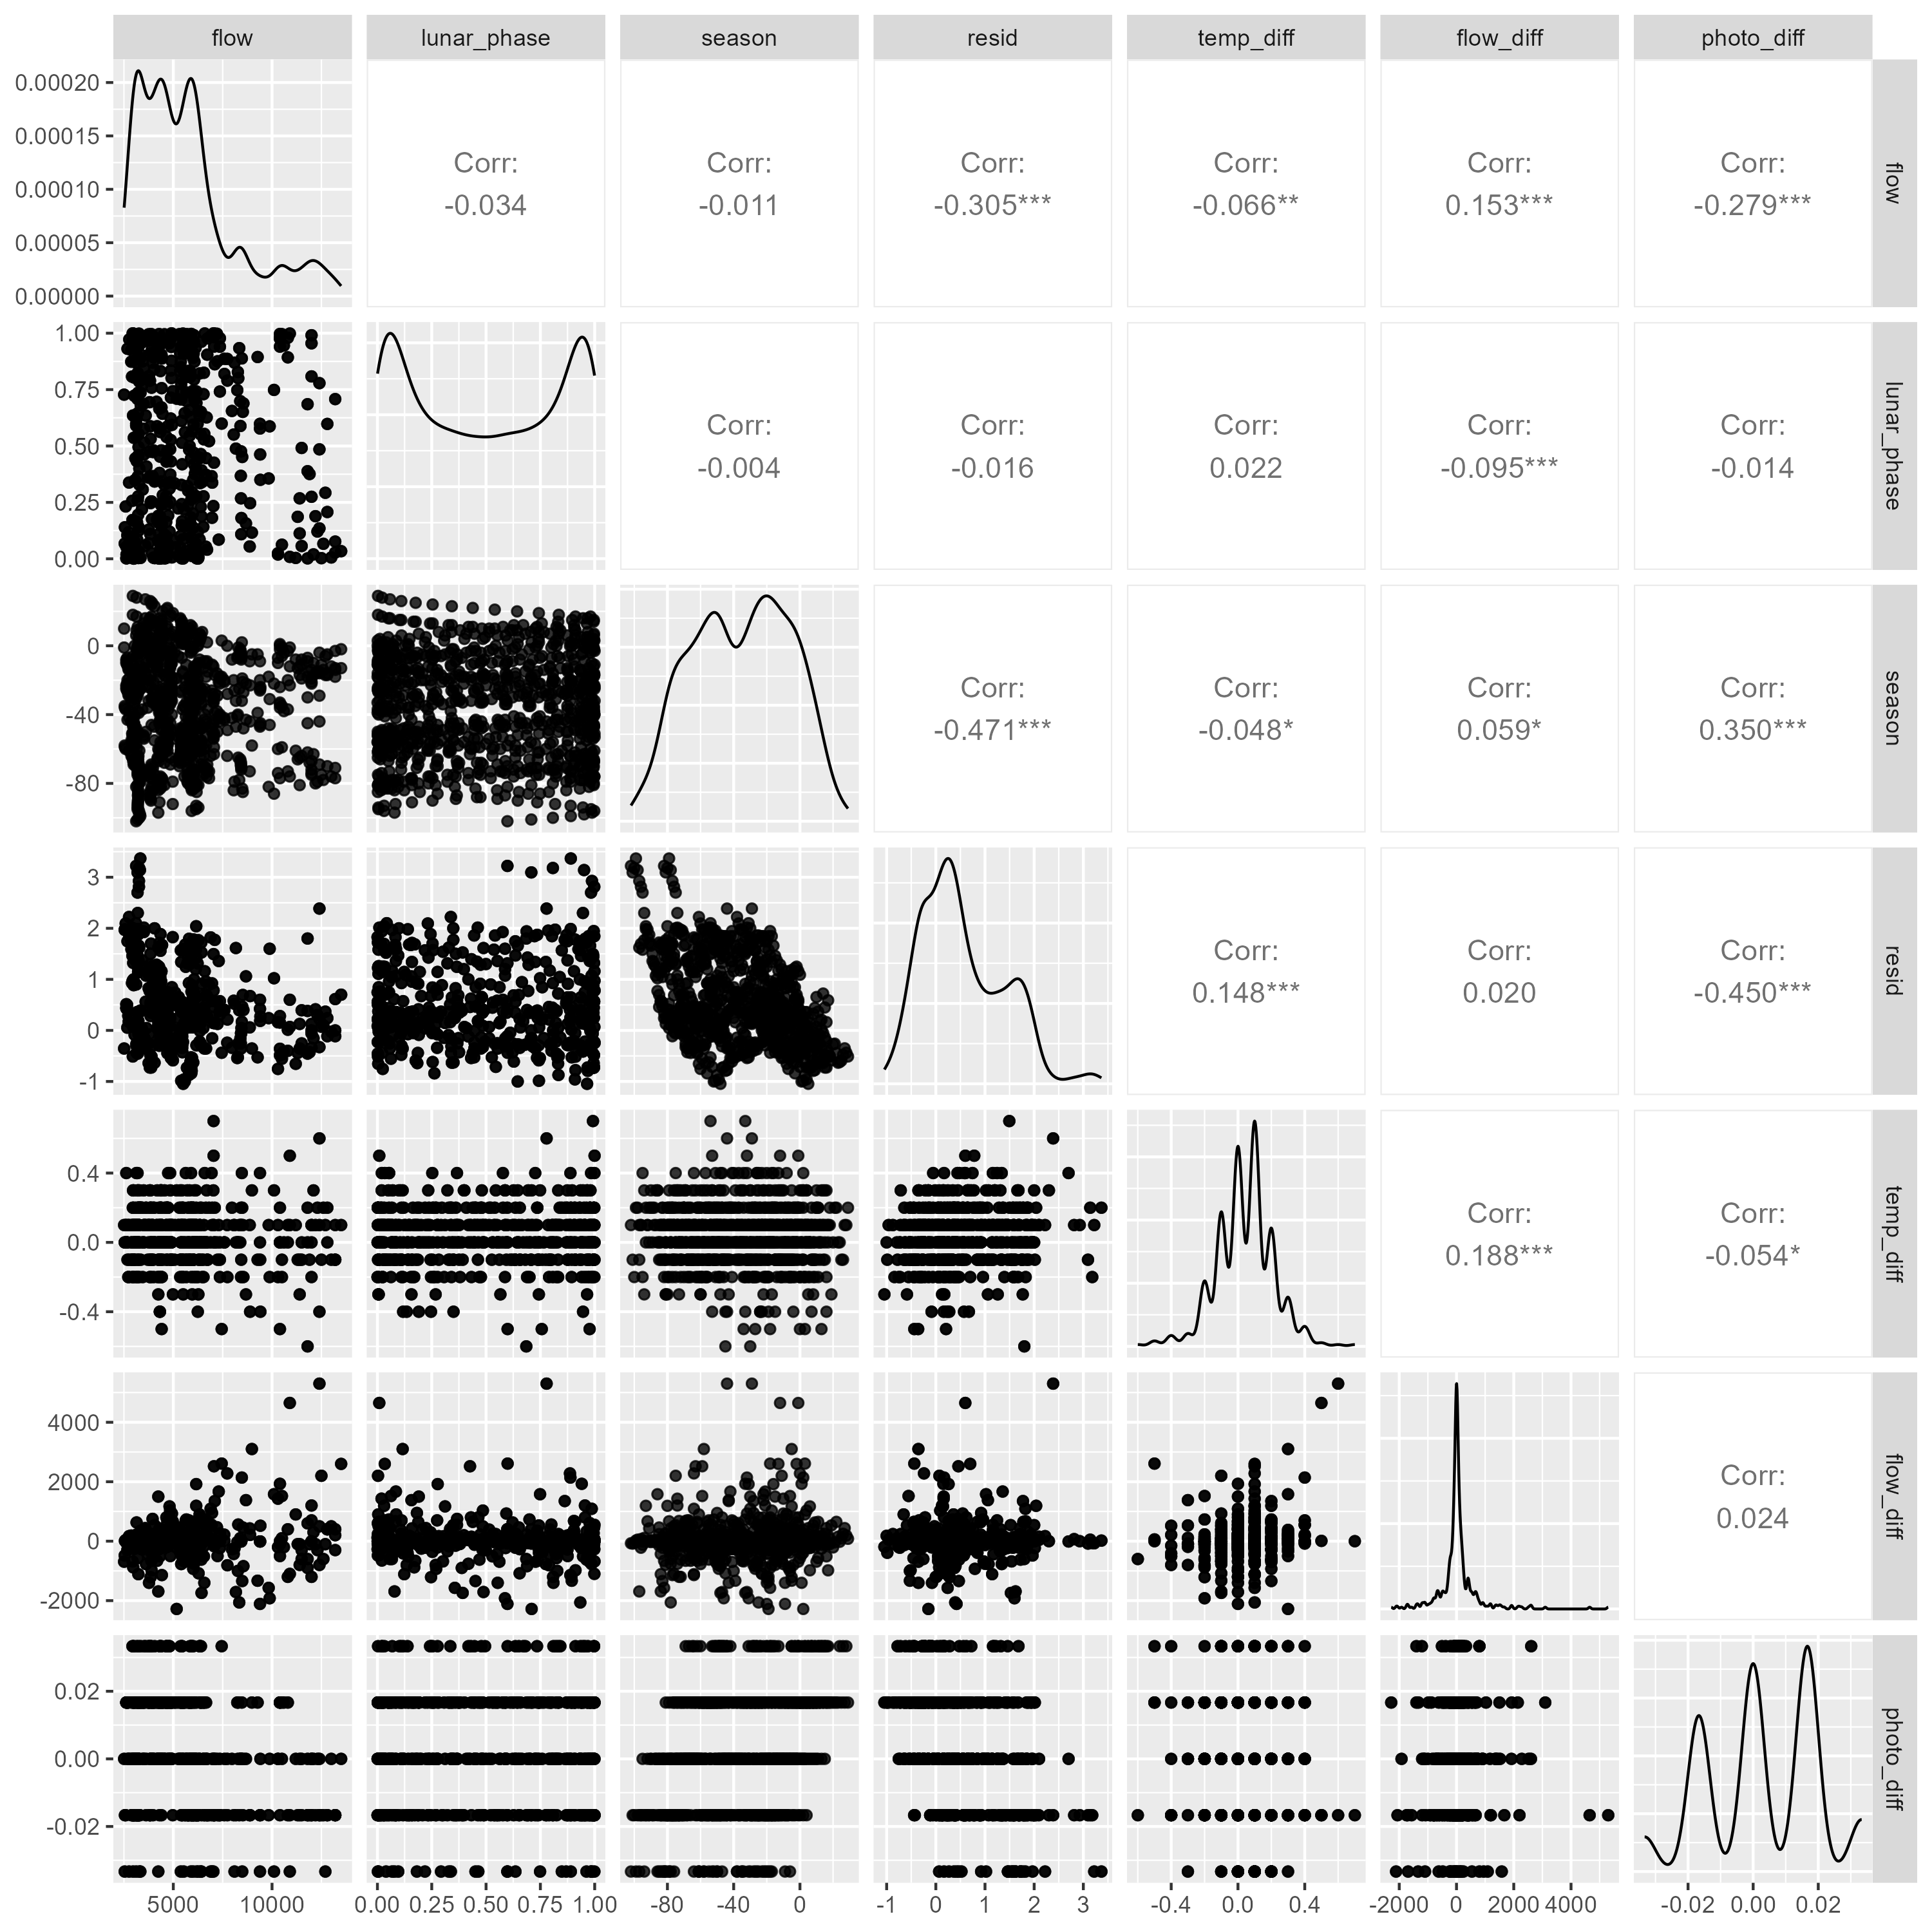 flow lunar_phase season resid temp_diff flow_diff photo_diff
0.00020
0.00015
0.00010
0.00005
0.00000
Corr: Corr: Corr: Corr: Corr: Corr:
-0.034 -0.011 -0.305*** -0.066** 0.153*** -0.279***
flow
1.00
0.75
0.50
0.25
0.00
Corr: Corr: Corr: Corr: Corr:
-0.004 -0.016 0.022 -0.095*** -0.014
lunar_phase
0
-40
-80
Corr: Corr: Corr: Corr:
-0.471*** -0.048* 0.059* 0.350***
season
3
2
1
0
-1
Corr: Corr: Corr:
0.148*** 0.020 -0.450***
resid
0.4
0.0
-0.4
Corr: Corr:
0.188*** -0.054*
temp_diff
4000
2000
0
-2000
Corr:
0.024
flow_diff
0.02
0.00
-0.02
photo_diff
5000 10000 0.00 0.25 0.50 0.75 1.00 -80 -40 0 -1 0 1 2 3 -0.4 0.0 0.4 -2000 0 2000 4000 -0.02 0.00 0.02